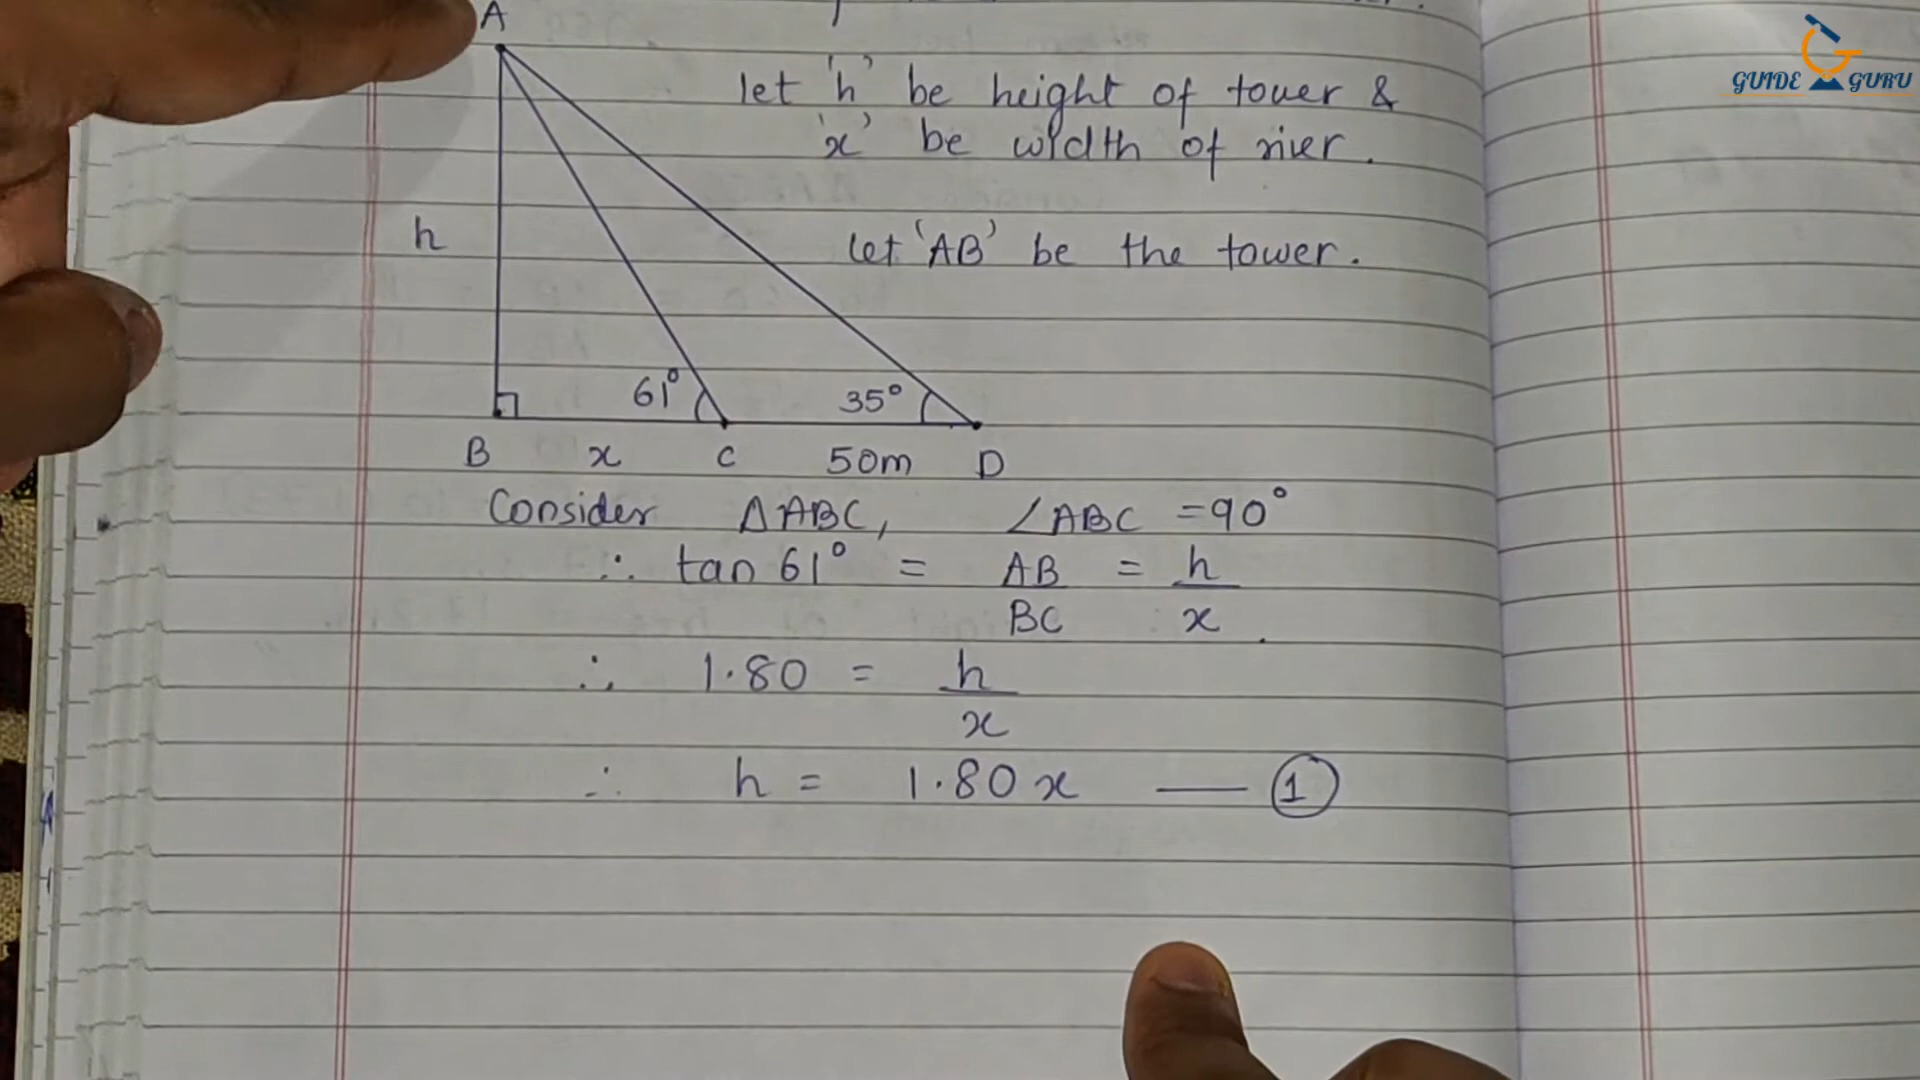 A
GUIDE GURU
let 'h' be height of tower &
'x' be width of river.
h
let 'AB' be the tower.
61° 35°
B x C 50m D
Consider △ABC, ∠ABC = 90°
∴ tan 61° = AB = h
BC x .
∴ 1.80 = h
x
∴ h = 1.80x — 1